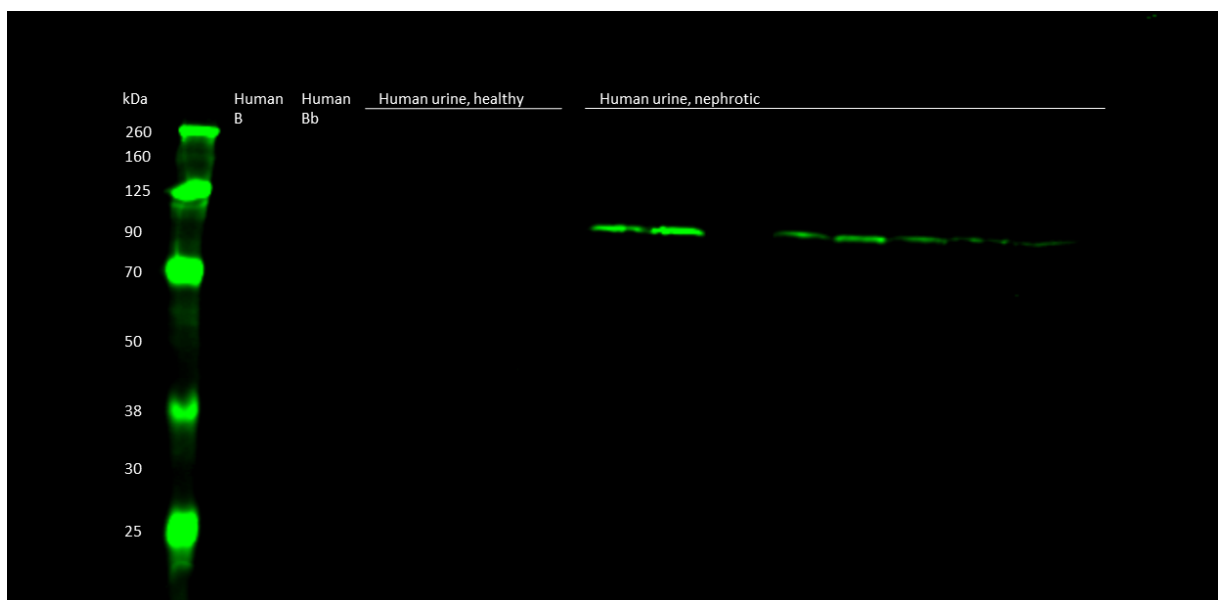 kDa
Human B
Human Bb
Human urine, healthy
Human urine, nephrotic
260
160
125
90
70
50
38
30
25